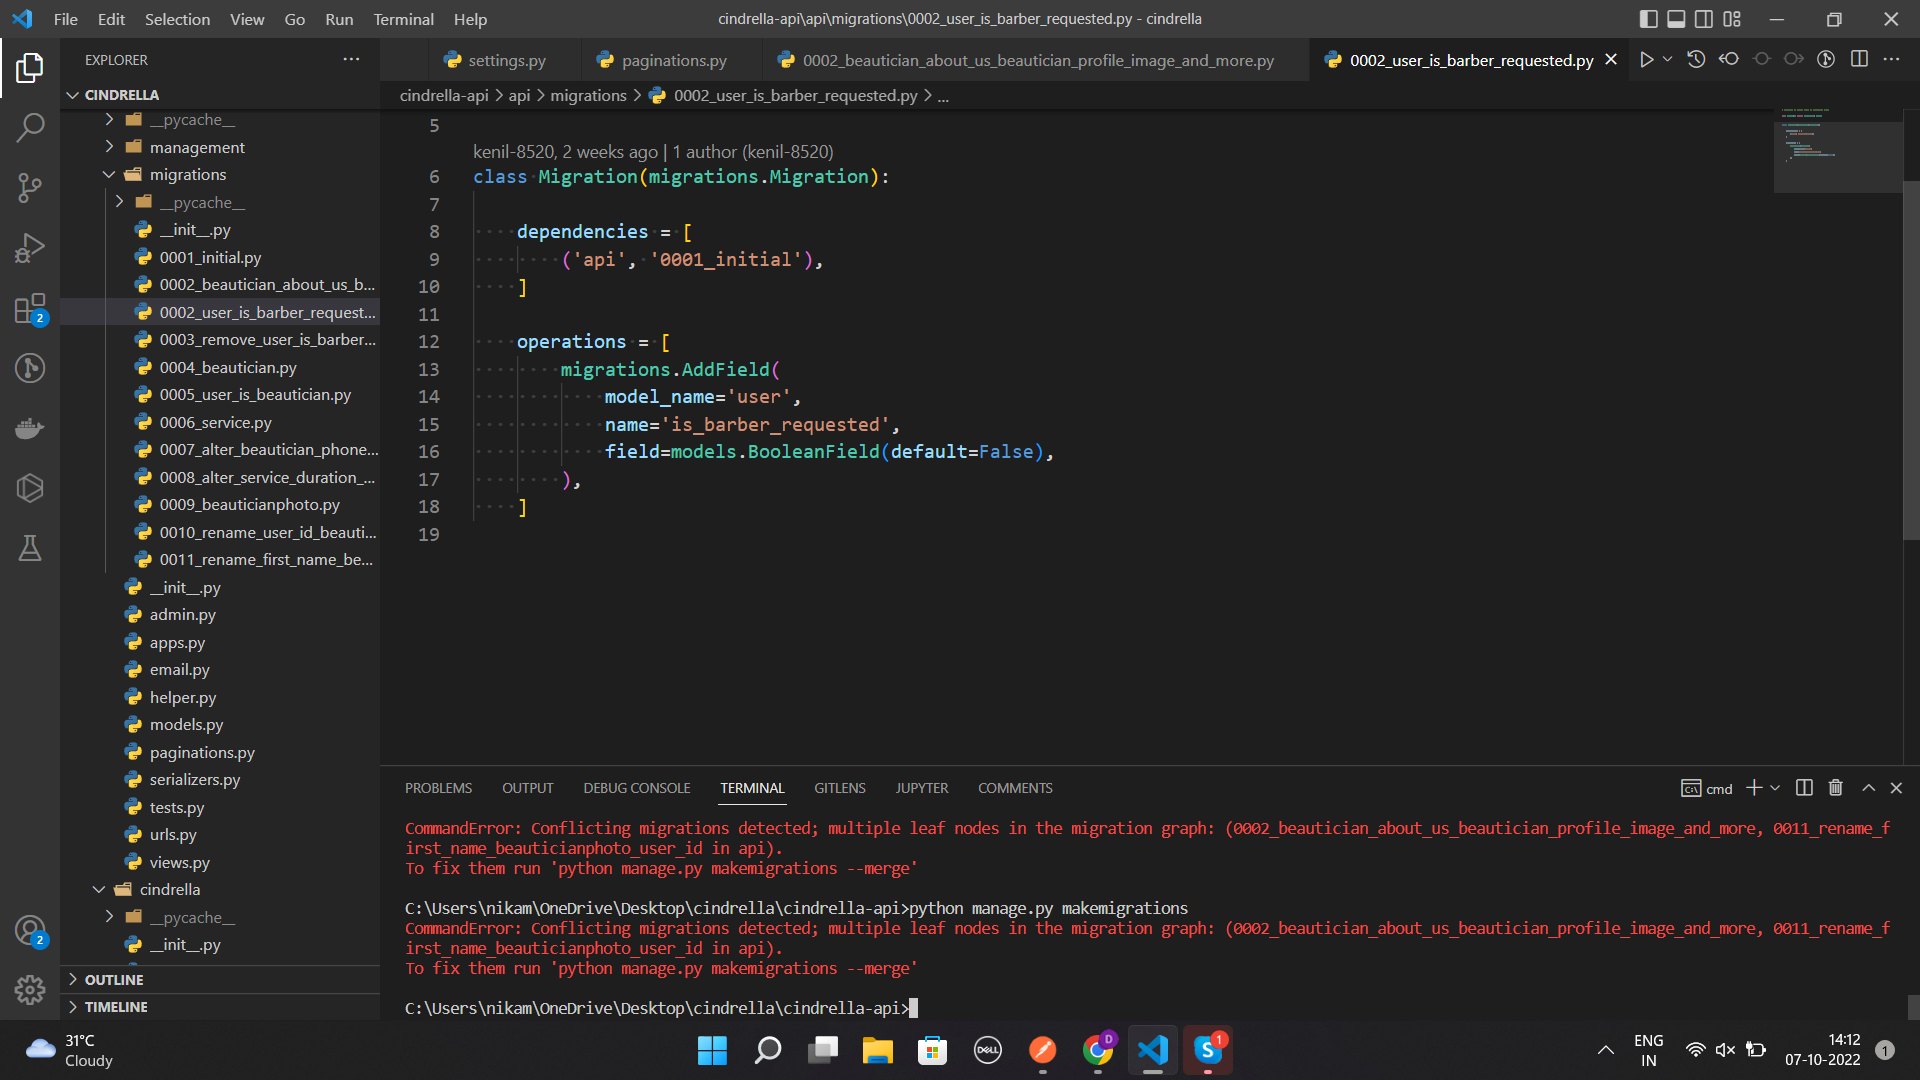 File Edit Selection View Go Run Terminal Help
cindrella-api\api\migrations\0002_user_is_barber_requested.py - cindrella
EXPLORER
settings.py
paginations.py
0002_beautician_about_us_beautician_profile_image_and_more.py
0002_user_is_barber_requested.py
CINDRELLA
cindrella-api > api > migrations > 0002_user_is_barber_requested.py > ...
__pycache__
management
migrations
__pycache__
__init__.py
0001_initial.py
0002_beautician_about_us_b...
0002_user_is_barber_request...
0003_remove_user_is_barber...
0004_beautician.py
0005_user_is_beautician.py
0006_service.py
0007_alter_beautician_phone...
0008_alter_service_duration_...
0009_beauticianphoto.py
0010_rename_user_id_beauti...
0011_rename_first_name_be...
__init__.py
admin.py
apps.py
email.py
helper.py
models.py
paginations.py
serializers.py
tests.py
urls.py
views.py
cindrella
__pycache__
__init__.py
OUTLINE
TIMELINE
2
2
5
kenil-8520, 2 weeks ago | 1 author (kenil-8520)
6 class Migration(migrations.Migration):
7
8 dependencies = [
9 ('api', '0001_initial'),
10 ]
11
12 operations = [
13 migrations.AddField(
14 model_name='user',
15 name='is_barber_requested',
16 field=models.BooleanField(default=False),
17 ),
18 ]
19
PROBLEMS OUTPUT DEBUG CONSOLE TERMINAL GITLENS JUPYTER COMMENTS
cmd
CommandError: Conflicting migrations detected; multiple leaf nodes in the migration graph: (0002_beautician_about_us_beautician_profile_image_and_more, 0011_rename_f
irst_name_beauticianphoto_user_id in api).
To fix them run 'python manage.py makemigrations --merge'
C:\Users\nikam\OneDrive\Desktop\cindrella\cindrella-api>python manage.py makemigrations
CommandError: Conflicting migrations detected; multiple leaf nodes in the migration graph: (0002_beautician_about_us_beautician_profile_image_and_more, 0011_rename_f
irst_name_beauticianphoto_user_id in api).
To fix them run 'python manage.py makemigrations --merge'
C:\Users\nikam\OneDrive\Desktop\cindrella\cindrella-api>
31°C
Cloudy
DELL
D
1
ENG
IN
14:12
07-10-2022
1